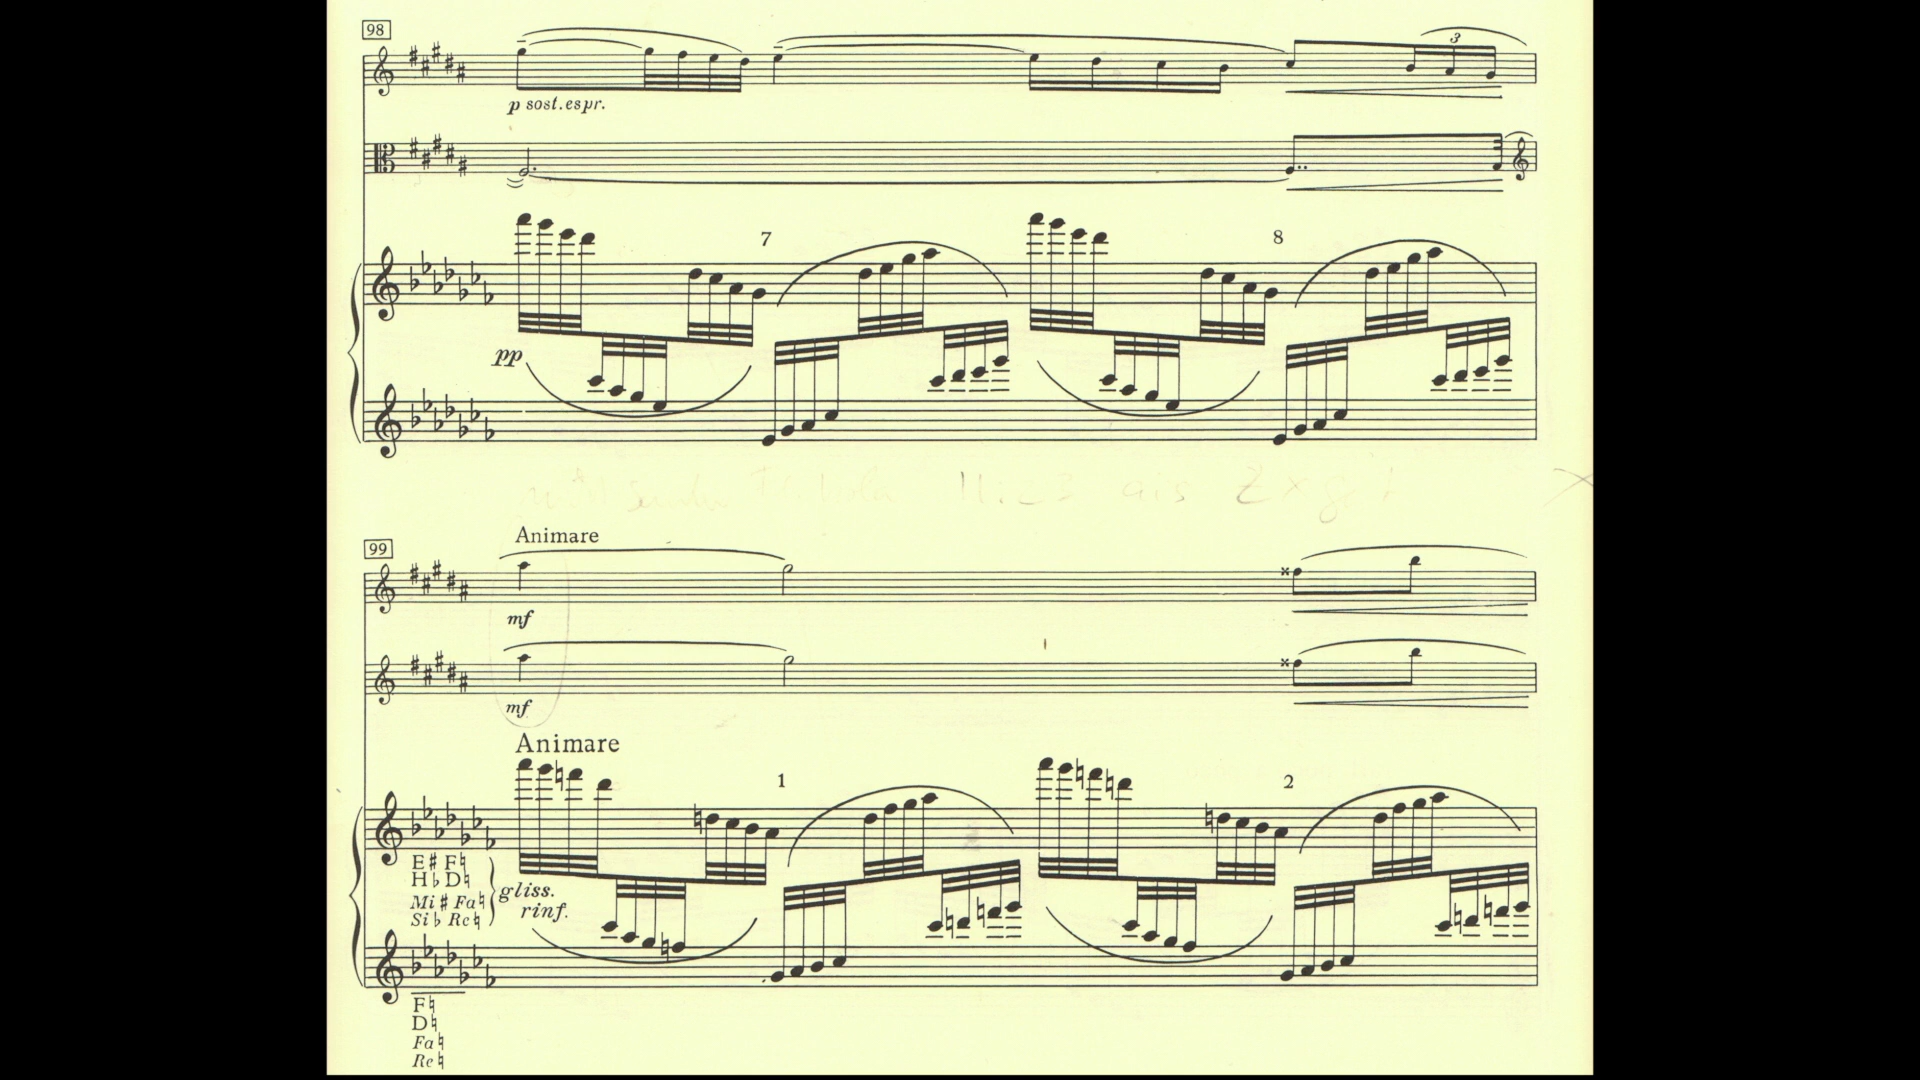 98
3
p sost. espr.
7
8
pp
99
Animare
mf
mf
Animare
1
2
E♯ F♮
H♭ D♮
Mi♯ Fa♮
Si♭ Re♮
gliss.
rinf.
F♮
D♮
Fa♮
Re♮